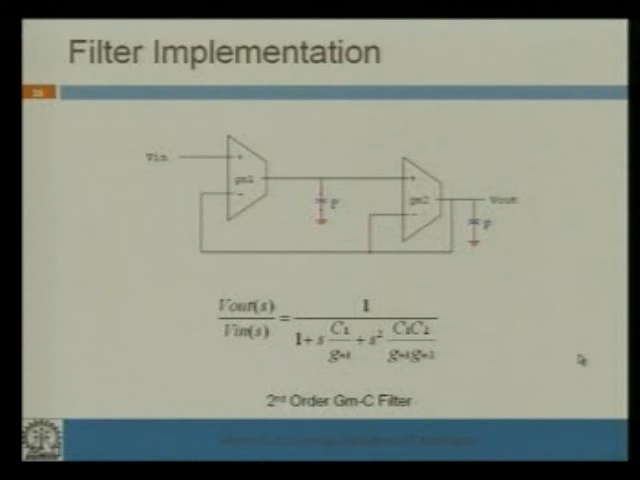 Filter Implementation
Vin
+
gm1
-
+
gm2
-
Vout
Vout(s)
Vin(s)
=
1
1+ s C₁/gₘ₁ + s² C₁C₂/gₘ₁gₘ₂
2nd Order Gm-C Filter